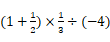 (1 + 1/2) × 1/3 ÷ (−4)